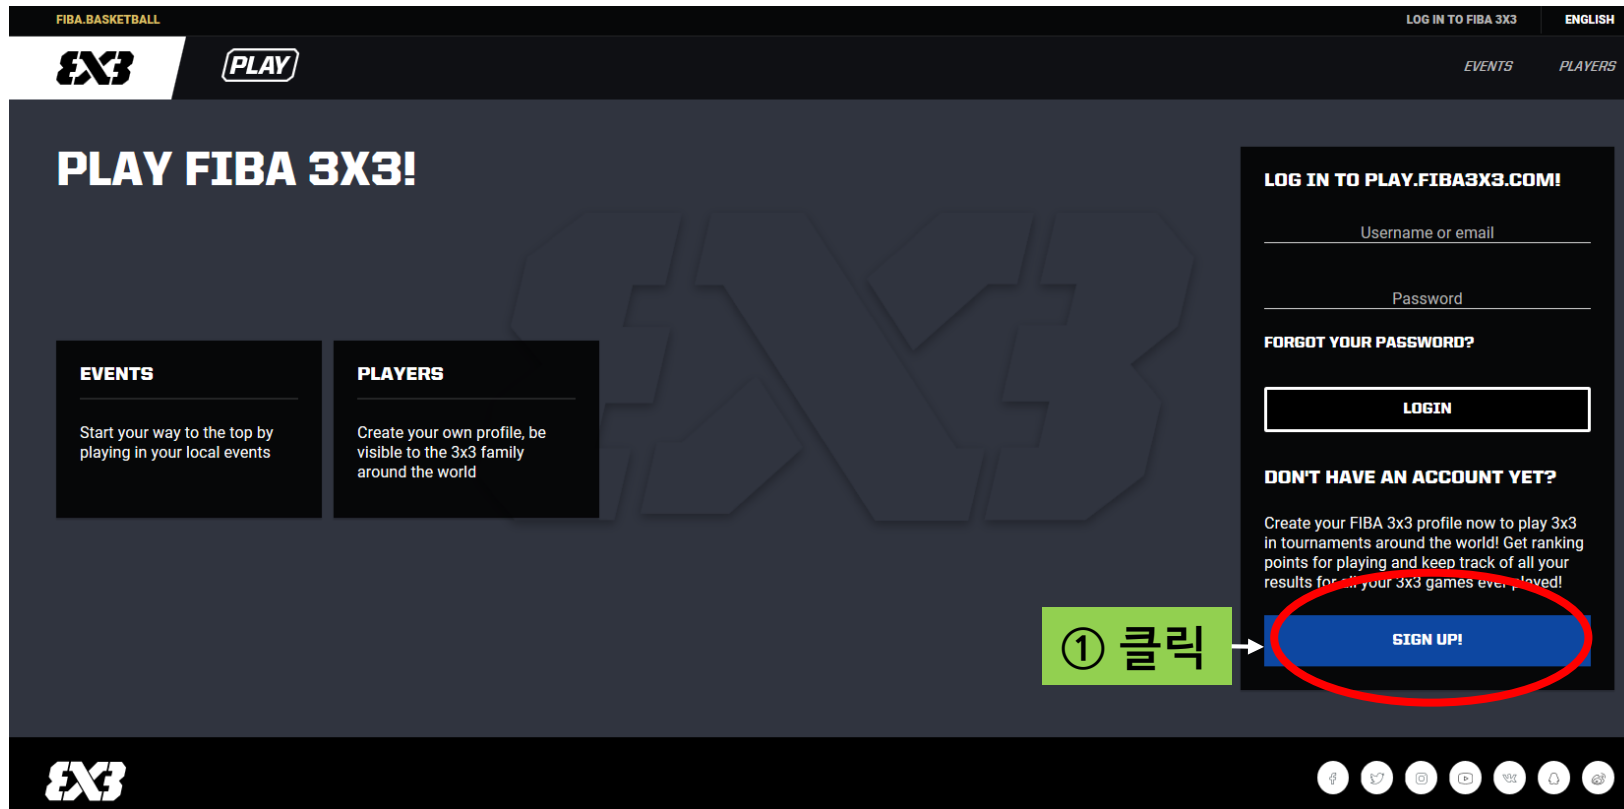 FIBA.BASKETBALL
LOG IN TO FIBA 3X3
ENGLISH
3X3
PLAY
EVENTS
PLAYERS
PLAY FIBA 3X3!
EVENTS
Start your way to the top by
playing in your local events
PLAYERS
Create your own profile, be
visible to the 3x3 family
around the world
LOG IN TO PLAY.FIBA3X3.COM!
Username or email
Password
FORGOT YOUR PASSWORD?
LOGIN
DON'T HAVE AN ACCOUNT YET?
Create your FIBA 3x3 profile now to play 3x3
in tournaments around the world! Get ranking
points for playing and keep track of all your
results for all your 3x3 games ever played!
① 클릭
SIGN UP!
3X3